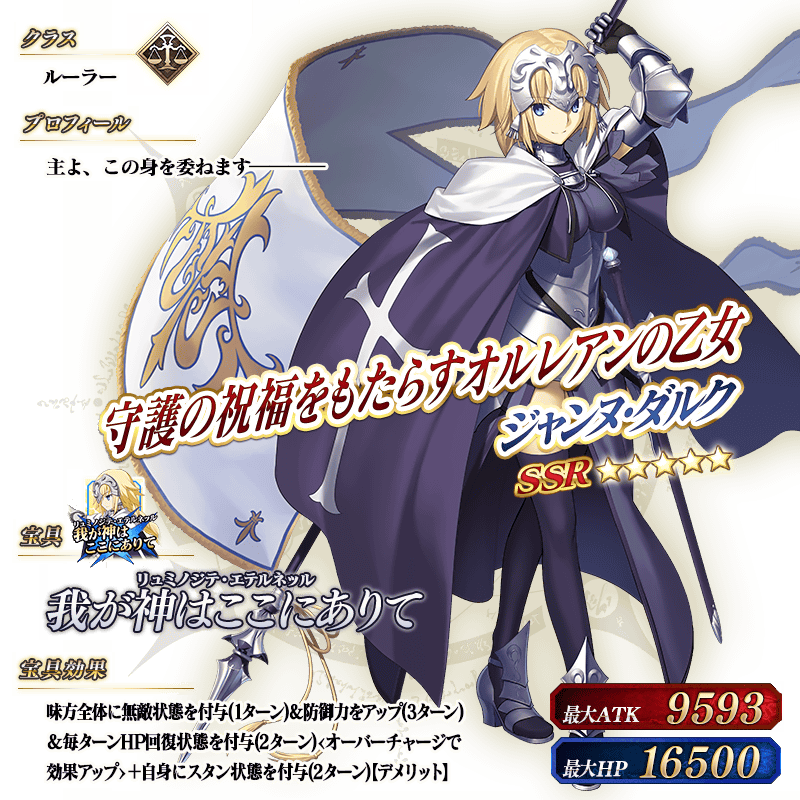 クラス
ルーラー
プロフィール
主よ、この身を委ねます――――
守護の祝福をもたらすオルレアンの乙女
ジャンヌ・ダルク
SSR ★★★★★
宝具
リュミノジテ・エテルネッル
我が神は
ここにありて
リュミノジテ・エテルネッル
我が神はここにありて
宝具効果
味方全体に無敵状態を付与(1ターン)&防御力をアップ(3ターン)
&毎ターンHP回復状態を付与(2ターン)<オーバーチャージで
効果アップ>+自身にスタン状態を付与(2ターン)【デメリット】
最大ATK 9593
最大HP 16500